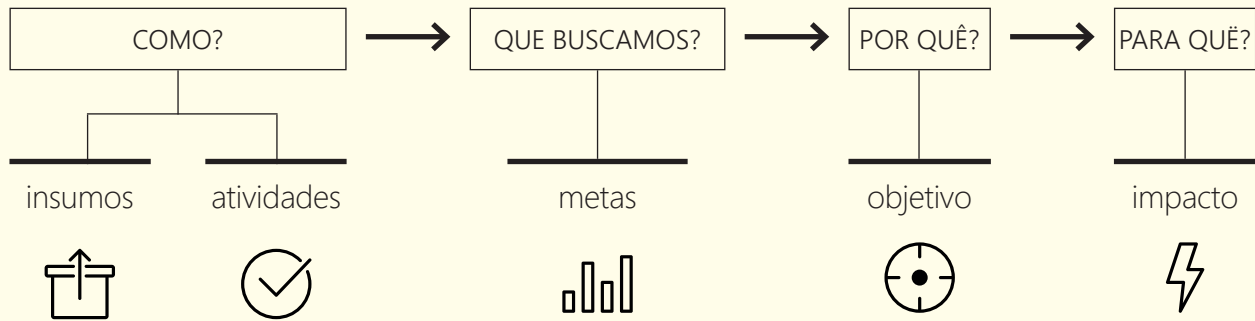 COMO?
QUE BUSCAMOS?
POR QUÊ?
PARA QUË?
insumos
atividades
metas
objetivo
impacto